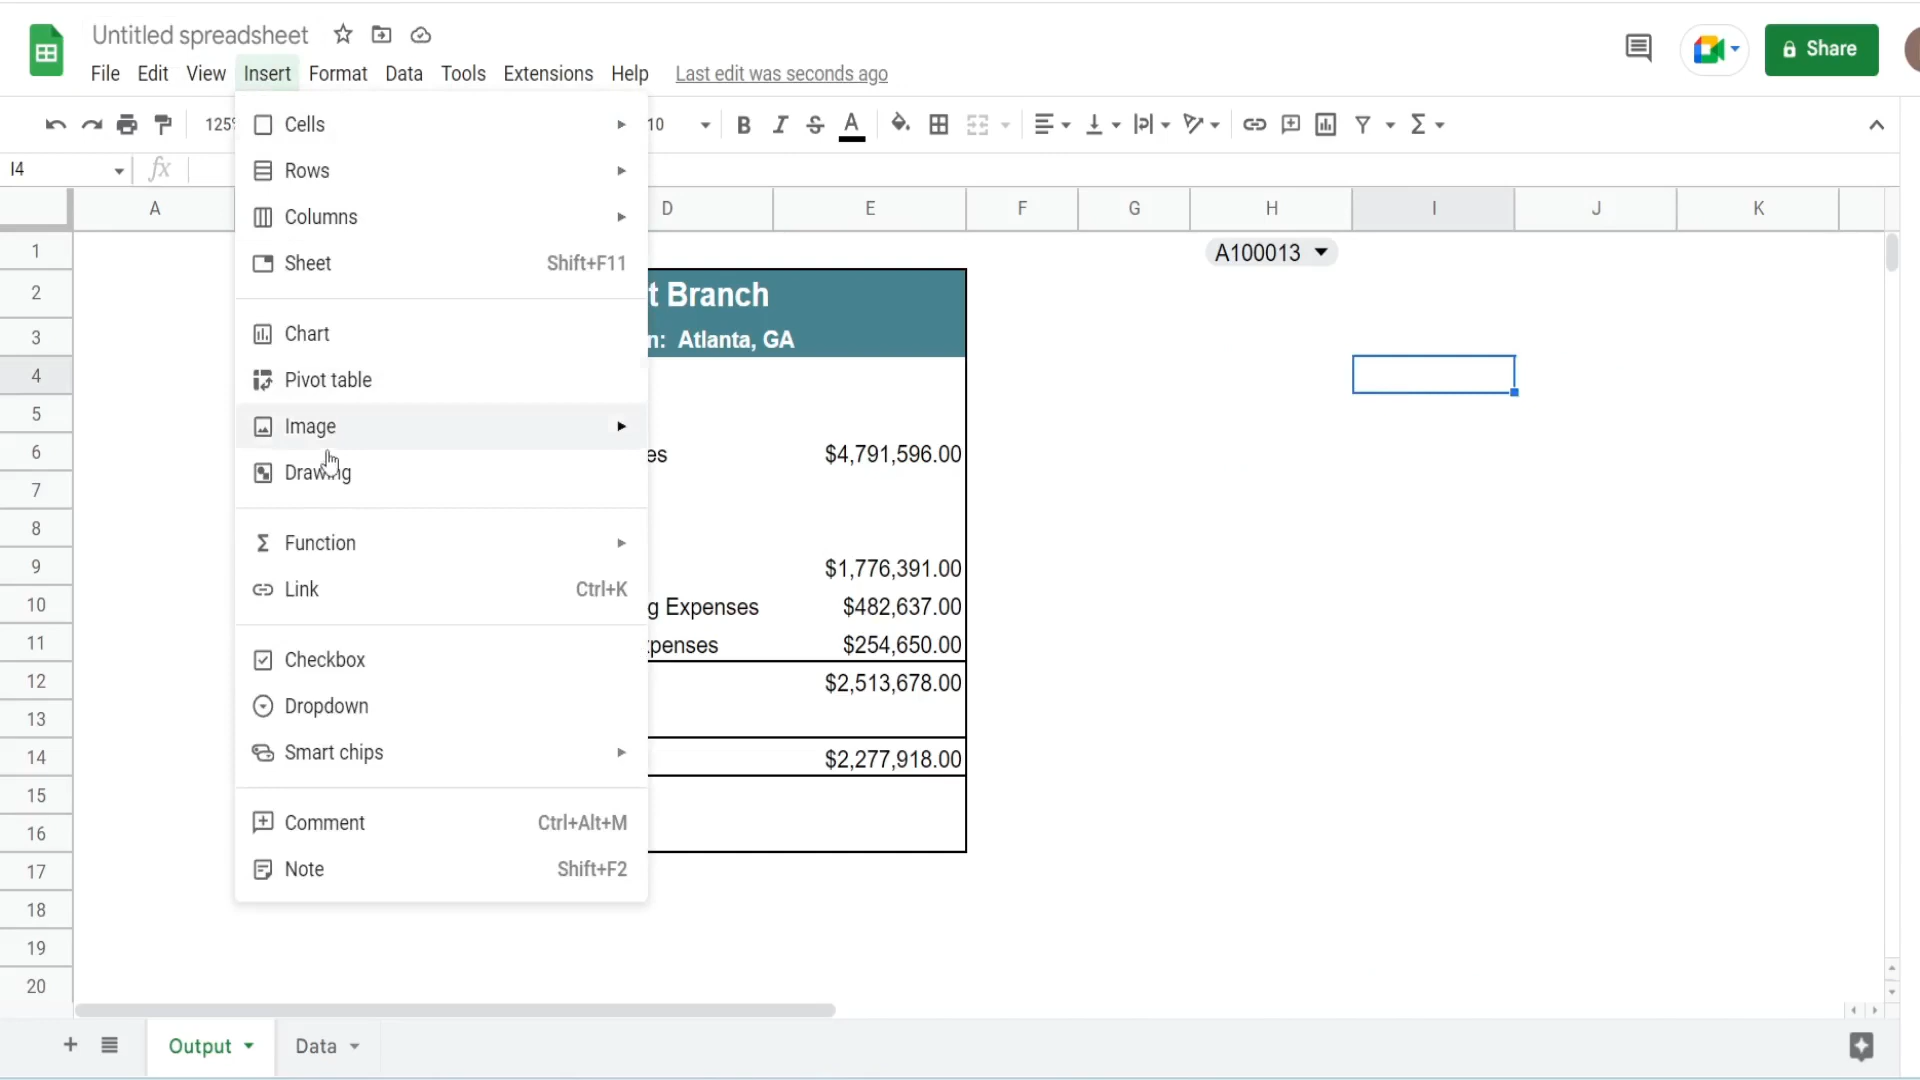 Untitled spreadsheet
File Edit View Insert Format Data Tools Extensions Help Last edit was seconds ago
Share
125%
10
I4
A D E F G H I J K
Cells
Rows
Columns
Sheet Shift+F11
Chart
Pivot table
Image
Drawing
Function
Link Ctrl+K
Checkbox
Dropdown
Smart chips
Comment Ctrl+Alt+M
Note Shift+F2
1 A100013
2 t Branch
3 n: Atlanta, GA
4
5
6 es $4,791,596.00
7
8
9 $1,776,391.00
10 g Expenses $482,637.00
11 xpenses $254,650.00
12 $2,513,678.00
13
14 $2,277,918.00
15
16
17
18
19
20
Output Data